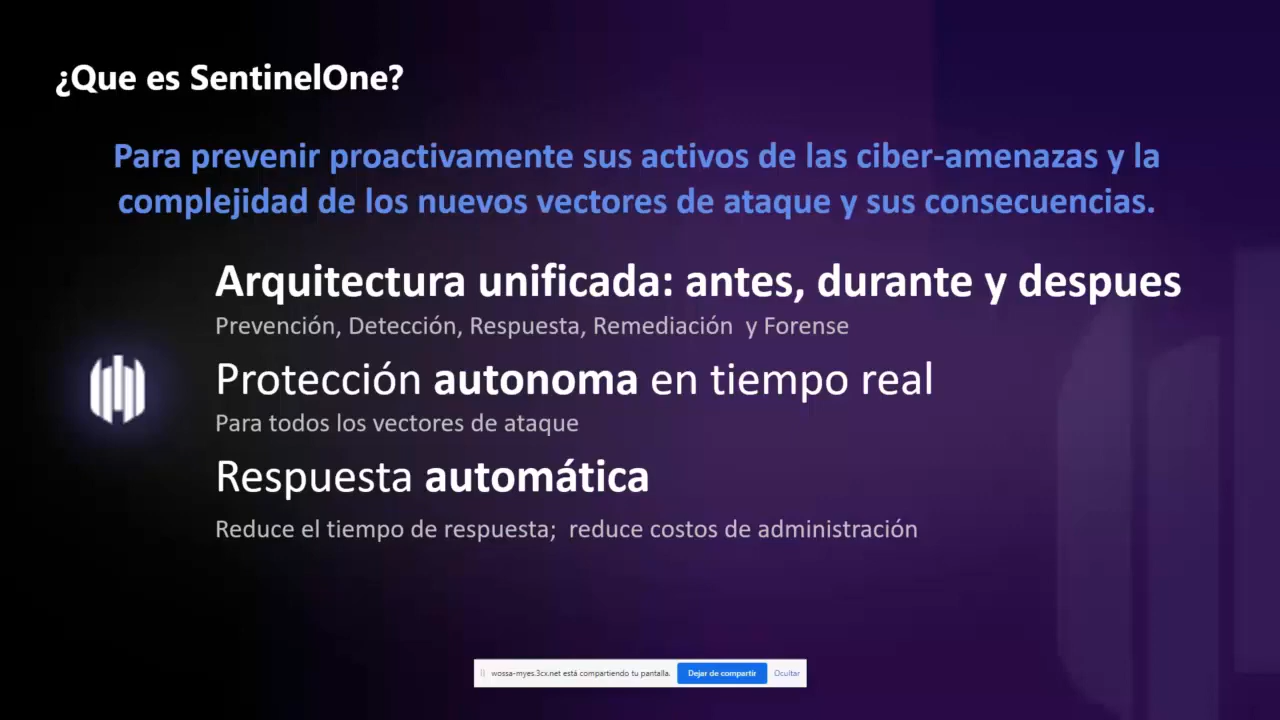 ¿Que es SentinelOne?
Para prevenir proactivamente sus activos de las ciber-amenazas y la
complejidad de los nuevos vectores de ataque y sus consecuencias.
Arquitectura unificada: antes, durante y despues
Prevención, Detección, Respuesta, Remediación y Forense
Protección autonoma en tiempo real
Para todos los vectores de ataque
Respuesta automática
Reduce el tiempo de respuesta; reduce costos de administración
wossa-myes.3cx.net está compartiendo tu pantalla. Dejar de compartir Ocultar